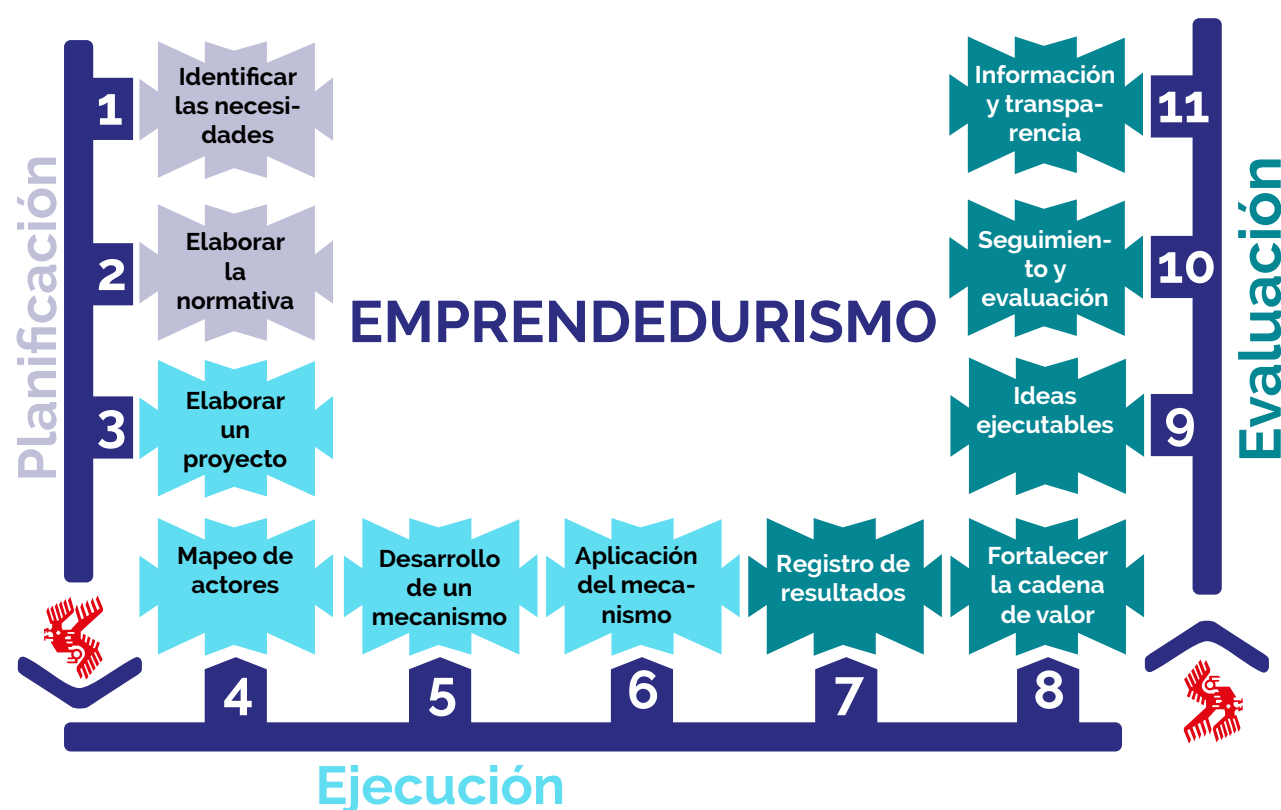 Planificación
1
Identificar
las necesi-
dades
2
Elaborar
la
normativa
3
Elaborar
un
proyecto
EMPRENDEDURISMO
4
Mapeo de
actores
5
Desarrollo
de un
mecanismo
6
Aplicación
del meca-
nismo
7
Registro de
resultados
8
Fortalecer
la cadena
de valor
Ejecución
9
Ideas
ejecutables
10
Seguimien-
to y
evaluación
11
Información
y transpa-
rencia
Evaluación